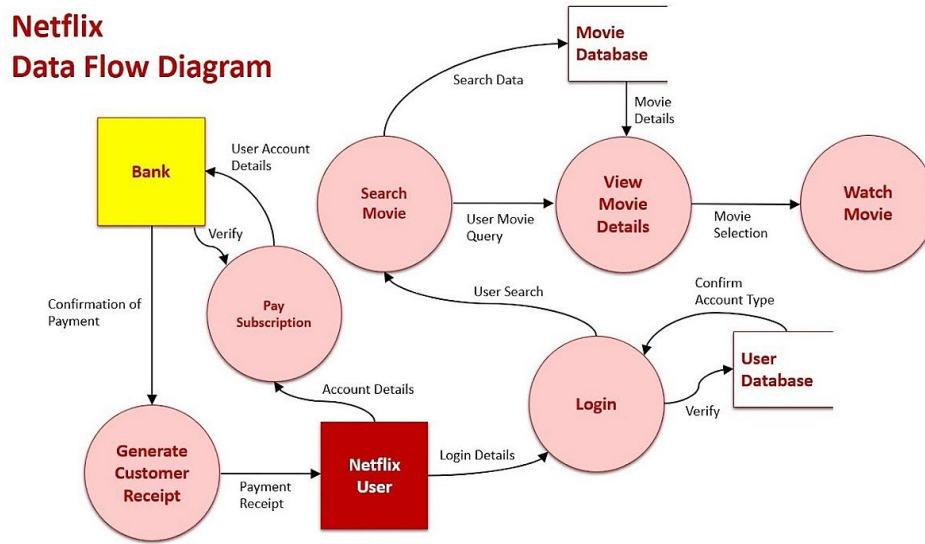 Netflix
Data Flow Diagram
Movie
Database
Search Data
Movie
Details
Bank
User Account
Details
Search
Movie
User Movie
Query
View
Movie
Details
Movie
Selection
Watch
Movie
Verify
Confirmation of
Payment
Pay
Subscription
User Search
Confirm
Account Type
User
Database
Account Details
Login
Verify
Generate
Customer
Receipt
Payment
Receipt
Netflix
User
Login Details